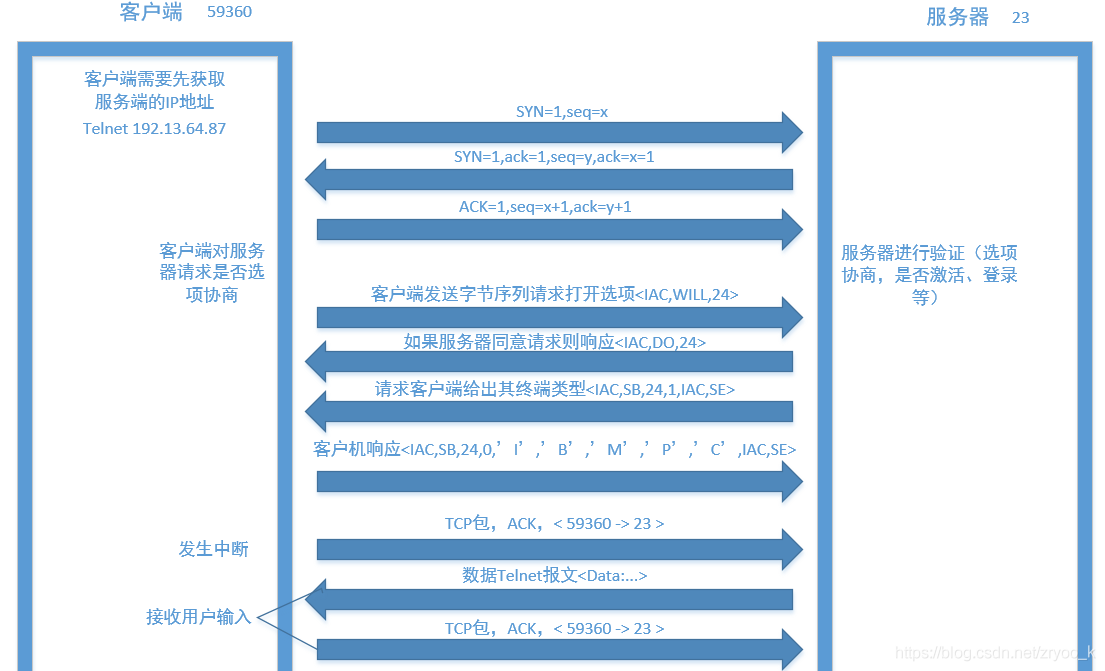 客户端 59360
服务器 23
客户端需要先获取
服务端的IP地址
Telnet 192.13.64.87
SYN=1,seq=x
SYN=1,ack=1,seq=y,ack=x=1
ACK=1,seq=x+1,ack=y+1
客户端对服务
器请求是否选
项协商
服务器进行验证（选项
协商，是否激活、登录
等）
客户端发送字节序列请求打开选项<IAC,WILL,24>
如果服务器同意请求则响应<IAC,DO,24>
请求客户端给出其终端类型<IAC,SB,24,1,IAC,SE>
客户机响应<IAC,SB,24,0,’I’,’B’,’M’,’P’,’C’,IAC,SE>
TCP包，ACK，< 59360 -> 23 >
发生中断
数据Telnet报文<Data:...>
接收用户输入
TCP包，ACK，< 59360 -> 23 >
https://blog.csdn.net/zryoo_k